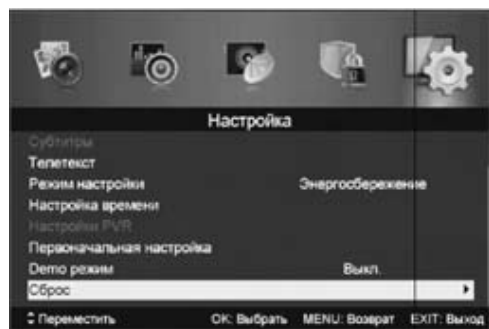 Настройка
Субтитры
Телетекст
Режим настройки Энергосбережение
Настройка времени
Настройки PVR
Первоначальная настройка
Demo режим Выкл.
Сброс
Переместить OK: Выбрать MENU: Возврат EXIT: Выход